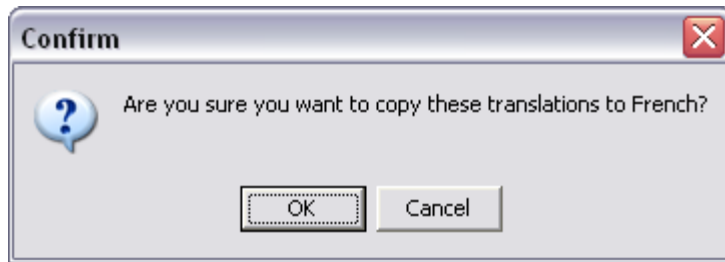 Confirm
Are you sure you want to copy these translations to French?
OK
Cancel